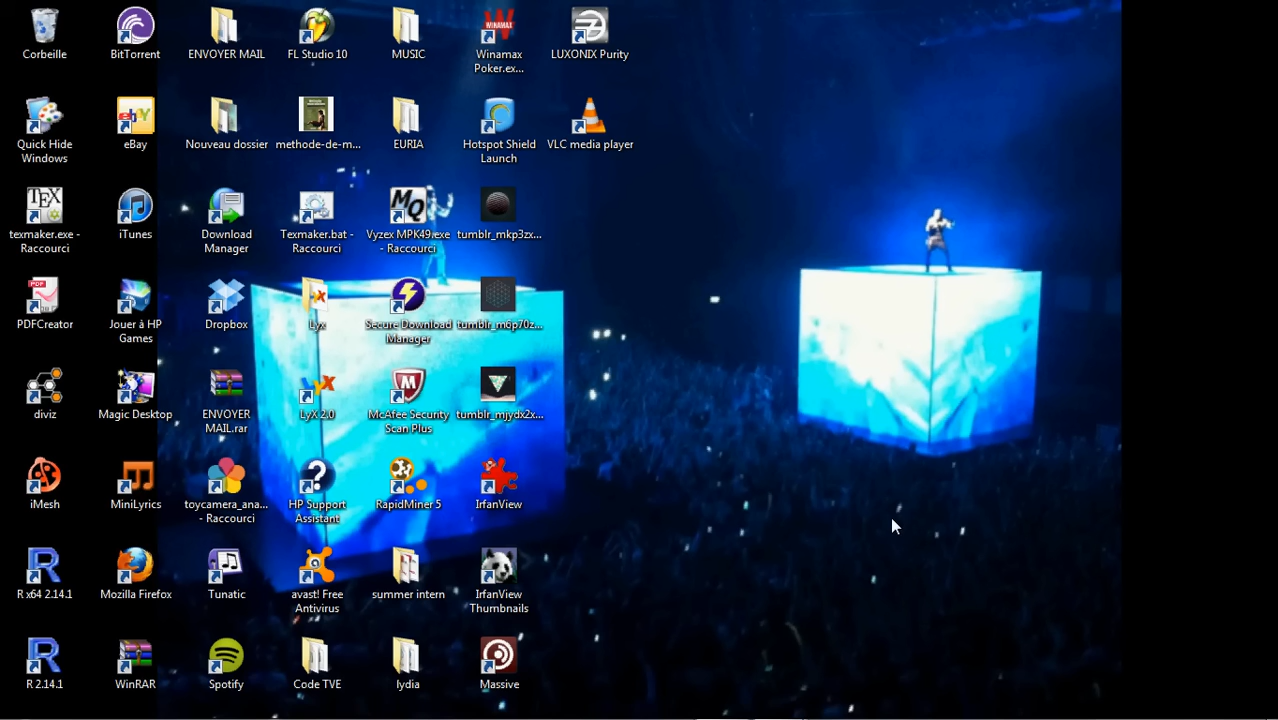 Corbeille
BitTorrent
ENVOYER MAIL
FL Studio 10
MUSIC
WINAMAX
Winamax
Poker.ex...
LUXONIX Purity
Quick Hide
Windows
ebY
eBay
Nouveau dossier
methode-de-m...
EURIA
Hotspot Shield
Launch
VLC media player
TEX
texmaker.exe -
Raccourci
iTunes
Download
Manager
Texmaker.bat -
Raccourci
MQ
Vyzex MPK49.exe
- Raccourci
tumblr_mkp3zx...
PDF
PDFCreator
Jouer à HP
Games
Dropbox
Lyx
Secure Download
Manager
tumblr_m6p70z...
diviz
Magic Desktop
ENVOYER
MAIL.rar
LyX 2.0
McAfee Security
Scan Plus
tumblr_mjydx2x...
iMesh
MiniLyrics
toycamera_ana...
- Raccourci
HP Support
Assistant
RapidMiner 5
IrfanView
R x64 2.14.1
Mozilla Firefox
Tunatic
avast! Free
Antivirus
summer intern
IrfanView
Thumbnails
R 2.14.1
WinRAR
Spotify
Code TVE
lydia
Massive